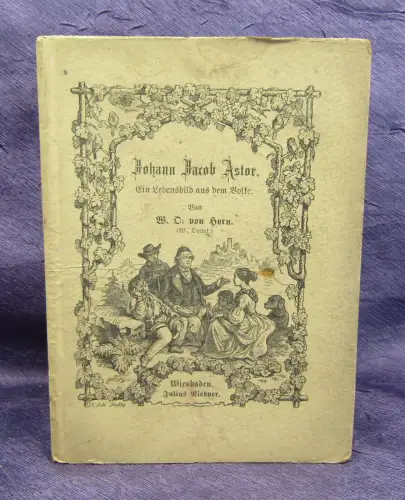 Johann Jacob Astor.
Ein Lebensbild aus dem Volke.
Von
W. O. von Horn.
(W. Oertel.)
Wiesbaden.
Julius Niedner.